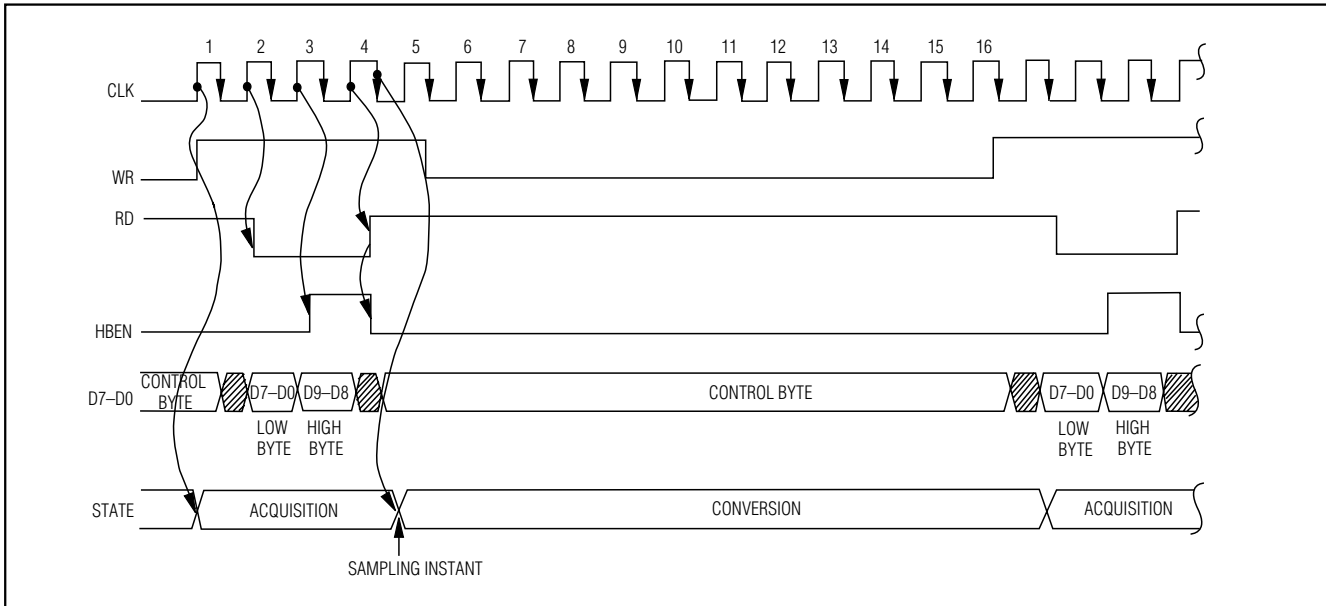 1 2 3 4 5 6 7 8 9 10 11 12 13 14 15 16
CLK
WR
RD
HBEN
D7–D0
CONTROL
BYTE
D7–D0
D9–D8
CONTROL BYTE
D7–D0
D9–D8
LOW
BYTE
HIGH
BYTE
LOW
BYTE
HIGH
BYTE
STATE
ACQUISITION
CONVERSION
ACQUISITION
SAMPLING INSTANT